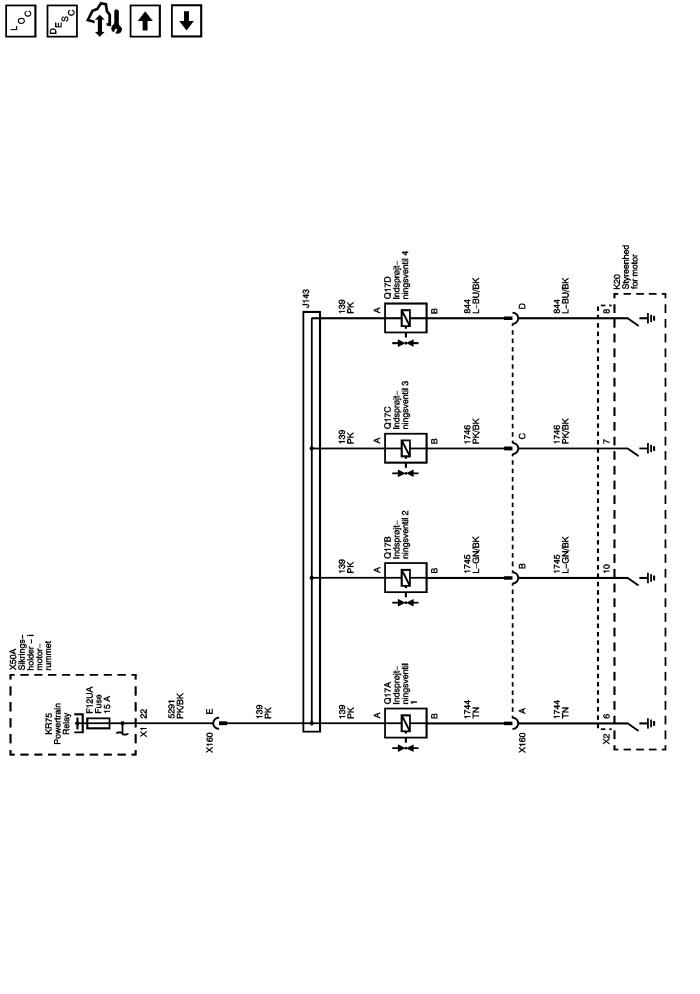 LOC
DESC
X50A
Sikrings–
holder – i
motor–
rummet
KR75
Powertrain
Relay
F12UA
Fuse
15 A
X1
22
5291
PK/BK
X160
E
139
PK
J143
139
PK
A
Q17A
Indsprøjt–
ningsventil
1
B
1744
TN
X160
A
1744
TN
X2
6
139
PK
A
Q17B
Indsprøjt–
ningsventil 2
B
1745
L–GN/BK
B
1745
L–GN/BK
10
139
PK
A
Q17C
Indsprøjt–
ningsventil 3
B
1746
PK/BK
C
1746
PK/BK
7
139
PK
A
Q17D
Indsprøjt–
ningsventil 4
B
844
L–BU/BK
D
844
L–BU/BK
8
K20
Styreenhed
for motor